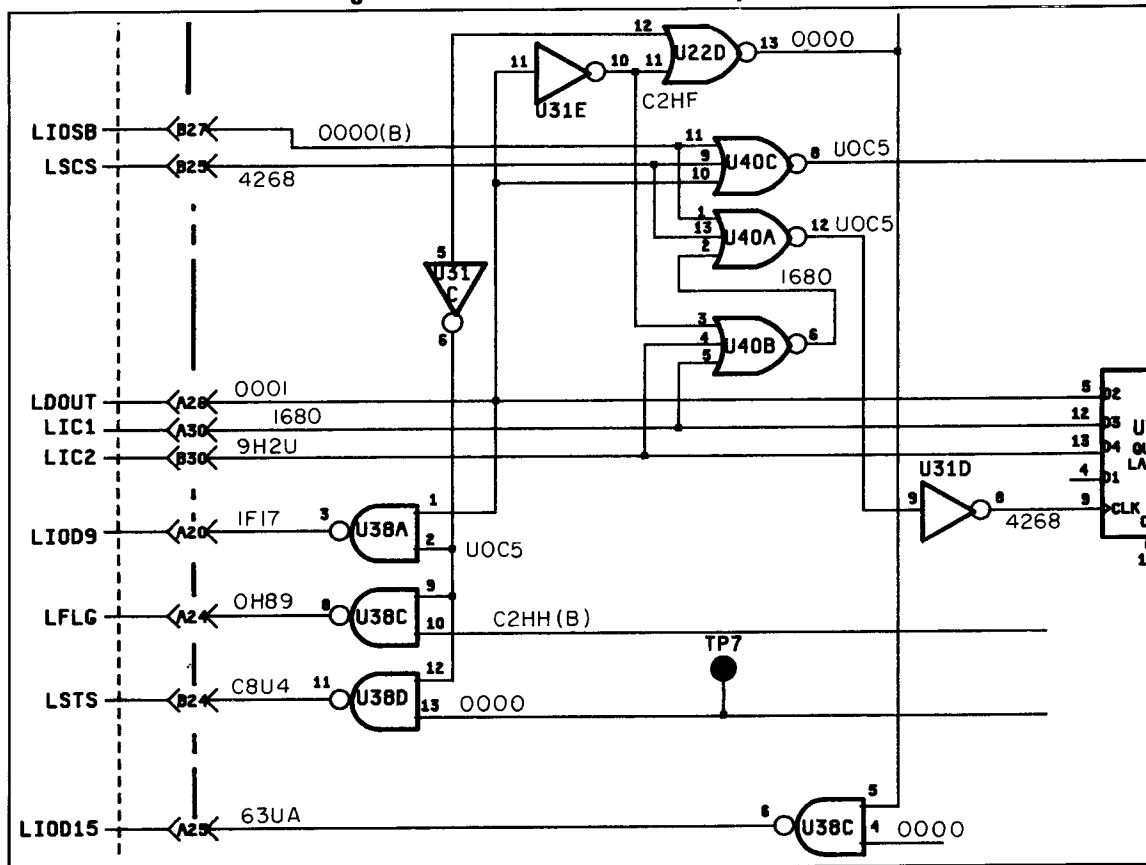 12 U22D 13 0000
11 U31E 10 11
C2HF
LIOSB B27 0000(B) 11 U40C 8 UOC5
LSCS B25 4268 9
10
1 U40A 12 UOC5
13
2
5 U31 C 6
1680
3 U40B 6
4
5
LDOUT A28 0001 5 D2
LIC1 A30 1680 12 D3
LIC2 B30 9H2U 13 D4
4 D1
U31D 9 8 4268 9 CLK
LIOD9 A20 1F17 3 U38A 1
2 UOC5
LFLG A24 0H89 8 U38C 9
10 C2HH(B)
TP7
LSTS B24 C8U4 11 U38D 12
13 0000
LIOD15 A25 63UA 6 U38C 5
4 0000